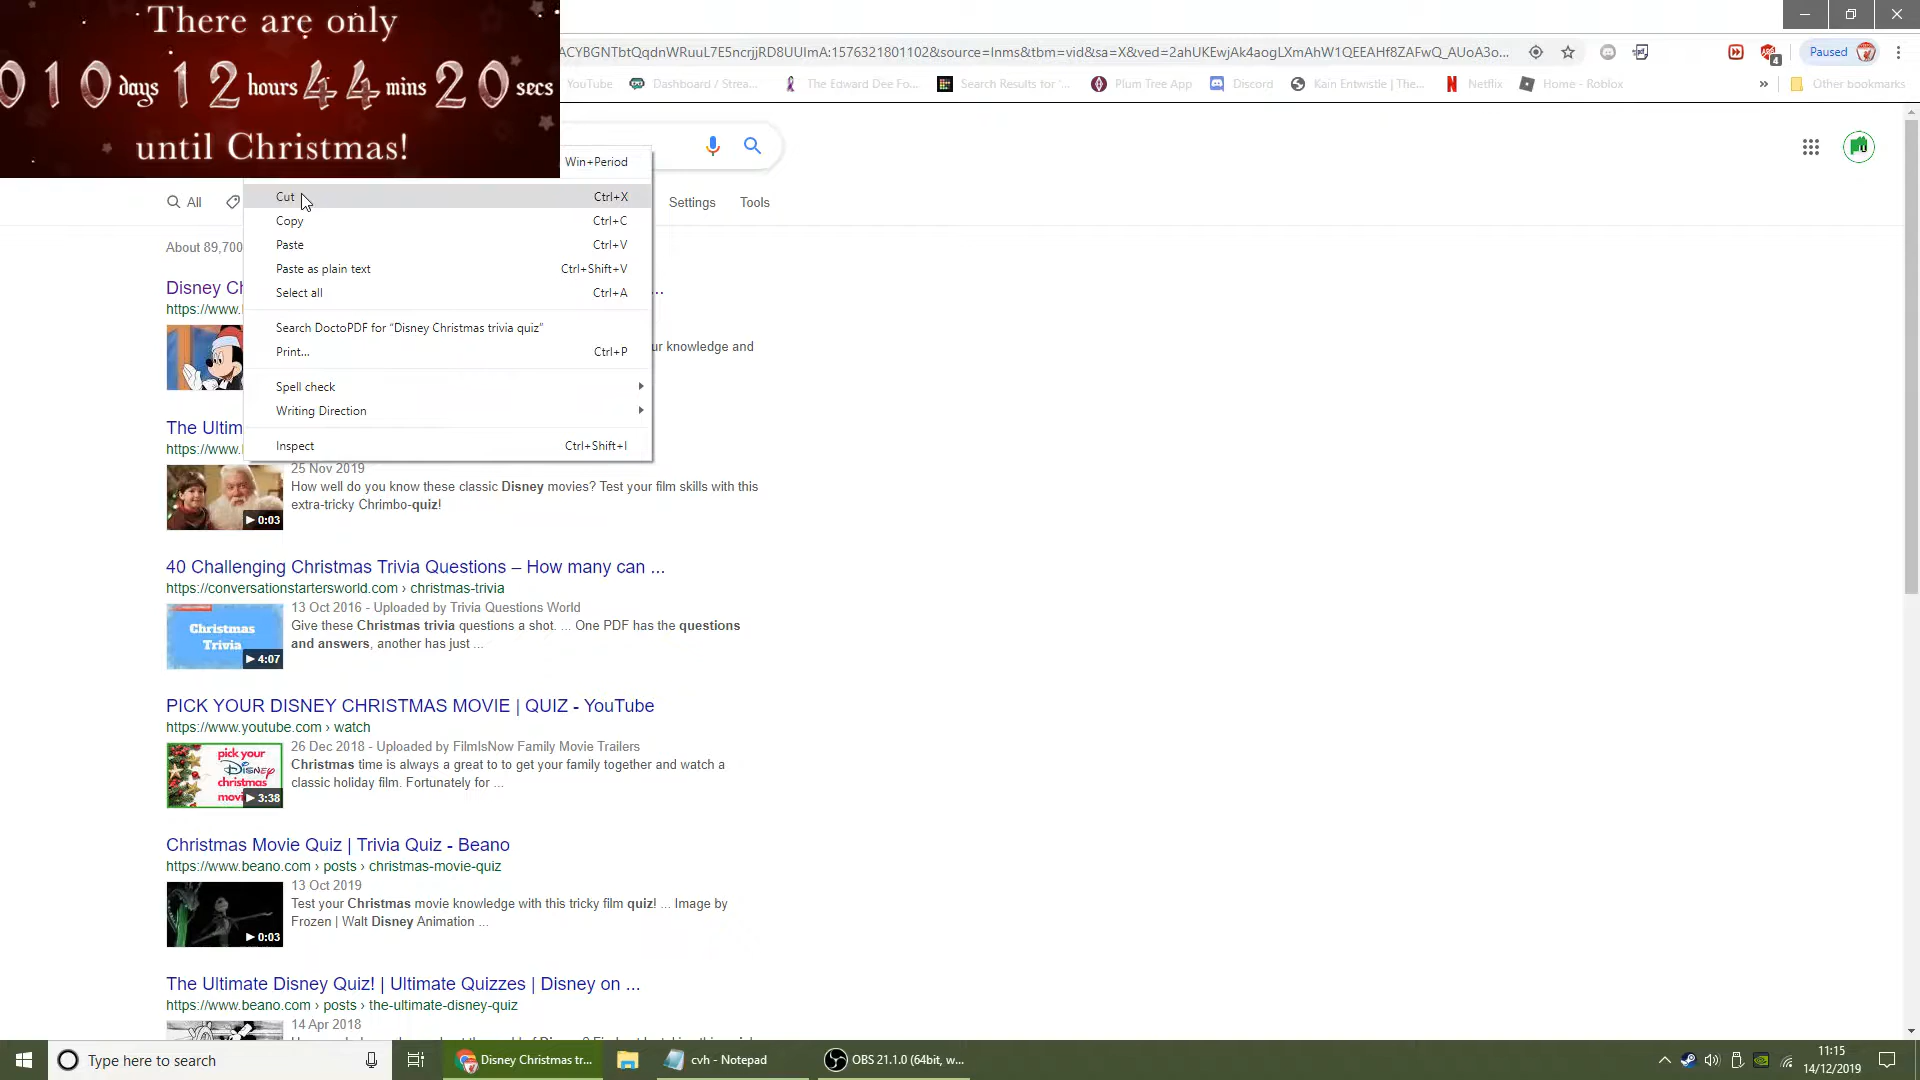 There are only
010 days 12 hours 44 mins 20 secs
until Christmas!
ACYBGNTbtQqdnWRuuL7E5ncrjjRD8UUImA:1576321801102&source=lnms&tbm=vid&sa=X&ved=2ahUKEwjAk4aogLXmAhW1QEEAHf8ZAFwQ_AUoA3o...
4
Paused
YouTube
Dashboard / Strea...
The Edward Dee Fo...
Search Results for '...
Plum Tree App
Discord
Kain Entwistle | The...
Netflix
Home - Roblox
»
Other bookmarks
Win+Period
Cut Ctrl+X
Copy Ctrl+C
Paste Ctrl+V
Paste as plain text Ctrl+Shift+V
Select all Ctrl+A
Search DoctoPDF for "Disney Christmas trivia quiz"
Print... Ctrl+P
Spell check
Writing Direction
Inspect Ctrl+Shift+I
All
Settings
Tools
About 89,700
Disney Ch
...
https://www.
ur knowledge and
The Ultim
https://www.
25 Nov 2019
How well do you know these classic Disney movies? Test your film skills with this
extra-tricky Chrimbo-quiz!
0:03
40 Challenging Christmas Trivia Questions – How many can ...
https://conversationstartersworld.com › christmas-trivia
13 Oct 2016 - Uploaded by Trivia Questions World
Give these Christmas trivia questions a shot. ... One PDF has the questions
and answers, another has just ...
Christmas
Trivia
4:07
PICK YOUR DISNEY CHRISTMAS MOVIE | QUIZ - YouTube
https://www.youtube.com › watch
26 Dec 2018 - Uploaded by FilmIsNow Family Movie Trailers
Christmas time is always a great to to get your family together and watch a
classic holiday film. Fortunately for ...
pick your
Disney
christmas
movi
3:38
Christmas Movie Quiz | Trivia Quiz - Beano
https://www.beano.com › posts › christmas-movie-quiz
13 Oct 2019
Test your Christmas movie knowledge with this tricky film quiz! ... Image by
Frozen | Walt Disney Animation ...
0:03
The Ultimate Disney Quiz! | Ultimate Quizzes | Disney on ...
https://www.beano.com › posts › the-ultimate-disney-quiz
14 Apr 2018
Type here to search
Disney Christmas tr...
cvh - Notepad
OBS 21.1.0 (64bit, w...
11:15
14/12/2019